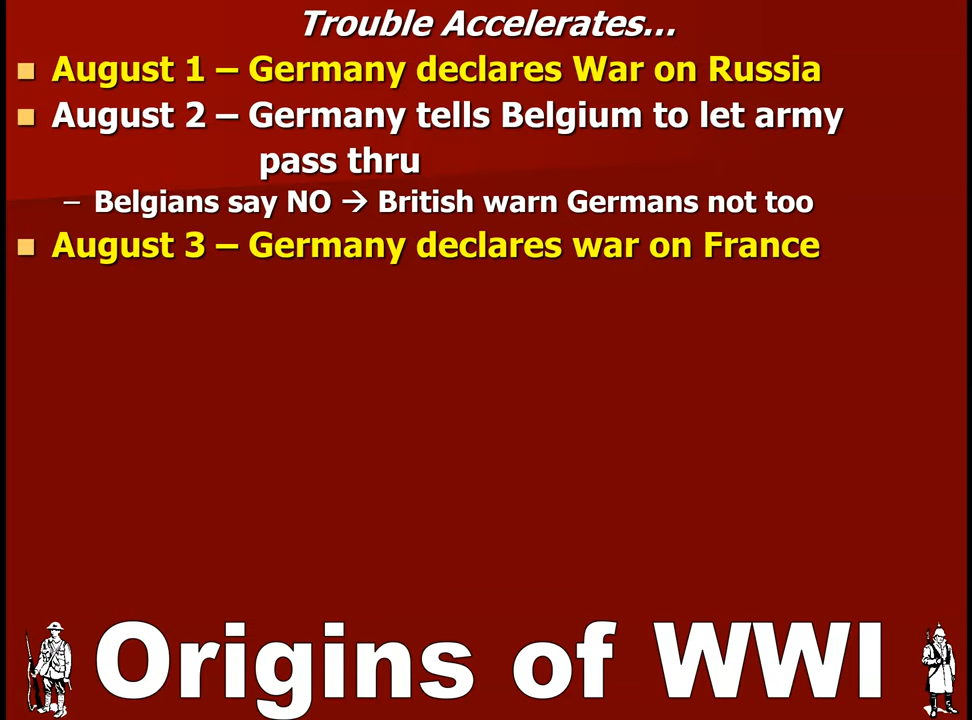 Trouble Accelerates...
■ August 1 – Germany declares War on Russia
■ August 2 – Germany tells Belgium to let army
pass thru
– Belgians say NO → British warn Germans not too
■ August 3 – Germany declares war on France
Origins of WWI